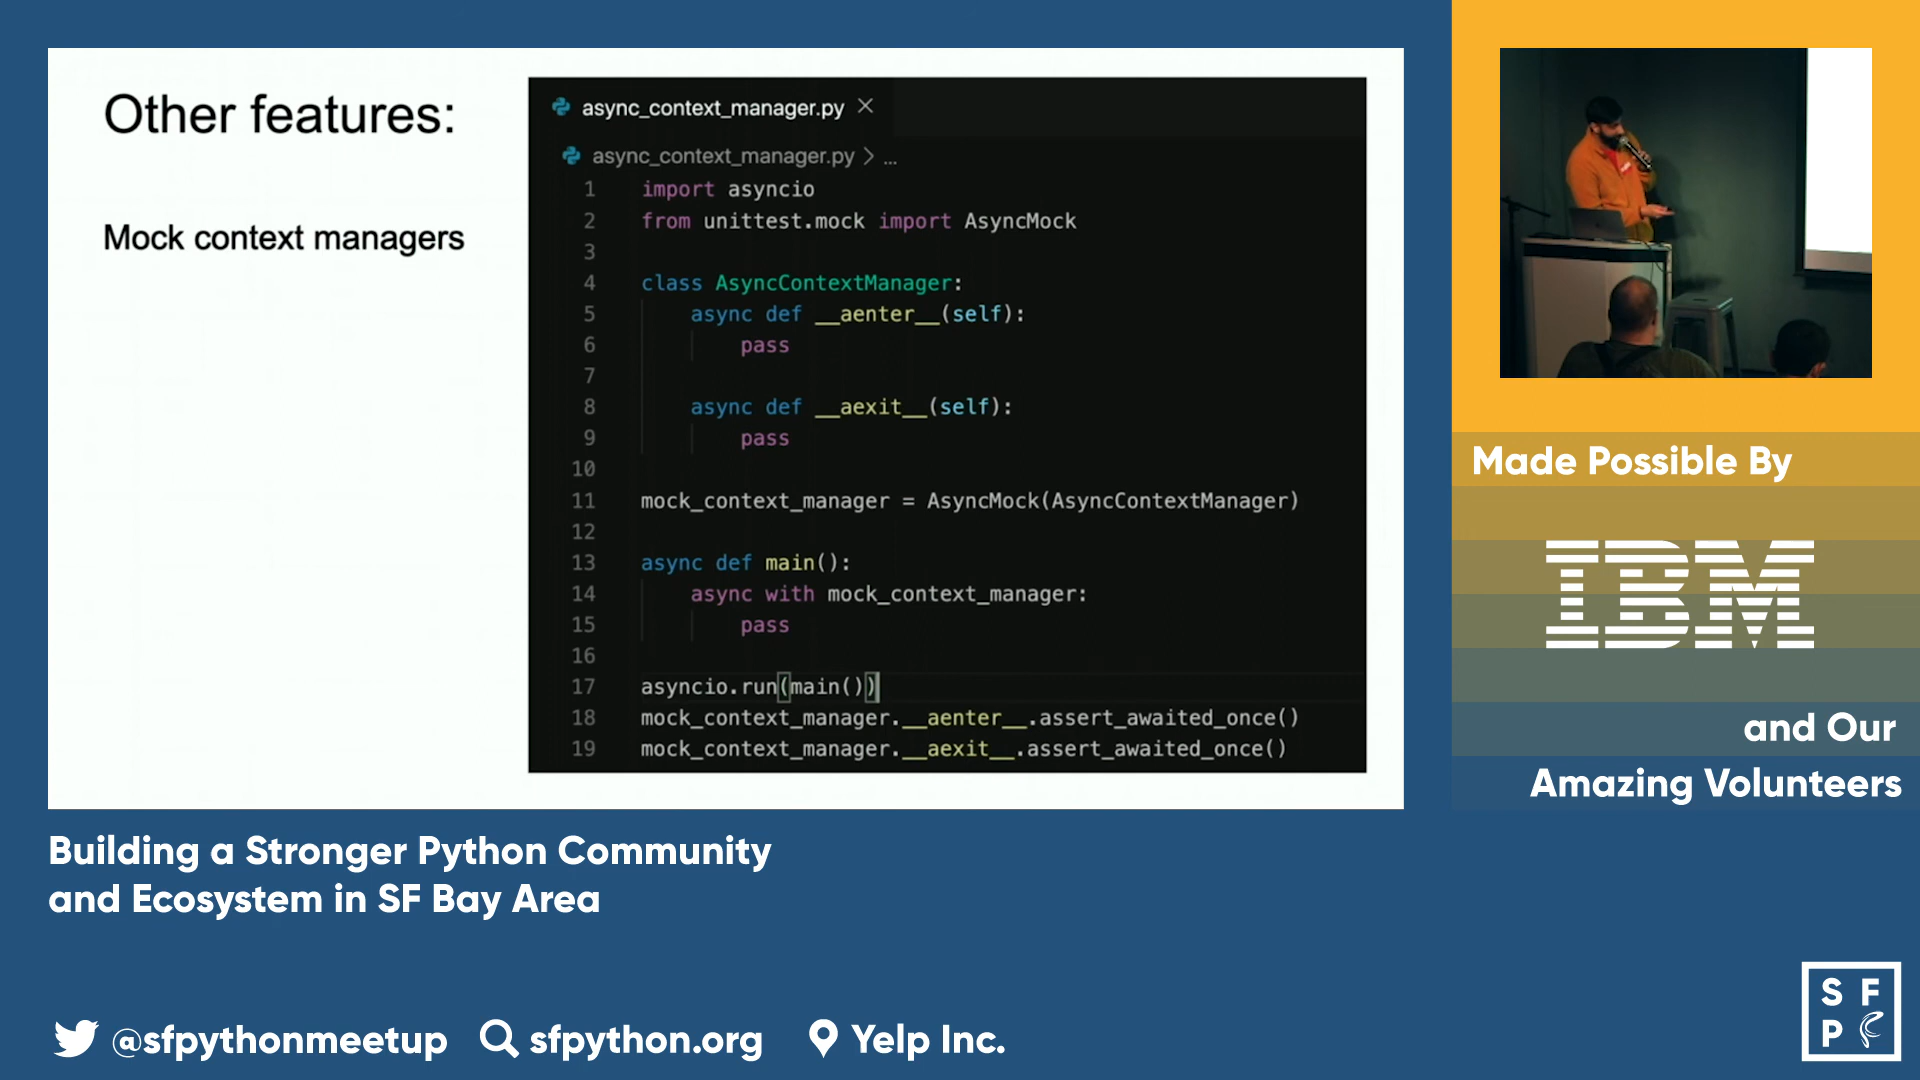 Other features:
Mock context managers
async_context_manager.py
async_context_manager.py > ...
1 import asyncio
2 from unittest.mock import AsyncMock
3
4 class AsyncContextManager:
5 async def __aenter__(self):
6 pass
7
8 async def __aexit__(self):
9 pass
10
11 mock_context_manager = AsyncMock(AsyncContextManager)
12
13 async def main():
14 async with mock_context_manager:
15 pass
16
17 asyncio.run(main())
18 mock_context_manager.__aenter__.assert_awaited_once()
19 mock_context_manager.__aexit__.assert_awaited_once()
Made Possible By
IBM
and Our
Amazing Volunteers
Building a Stronger Python Community
and Ecosystem in SF Bay Area
@sfpythonmeetup sfpython.org Yelp Inc.
SF
P